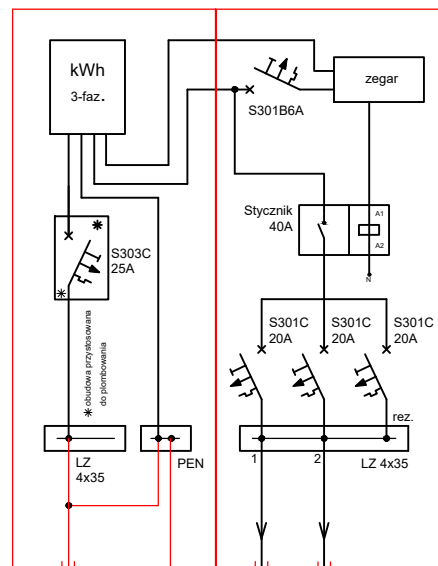 kWh
3-faz.
zegar
S301B6A
Stycznik
40A
A1
A2
N
S303C
25A
* *
* obudowa przystosowana
do plombowania
S301C
20A
S301C
20A
S301C
20A
rez.
LZ
4x35
PEN
1
2
LZ 4x35